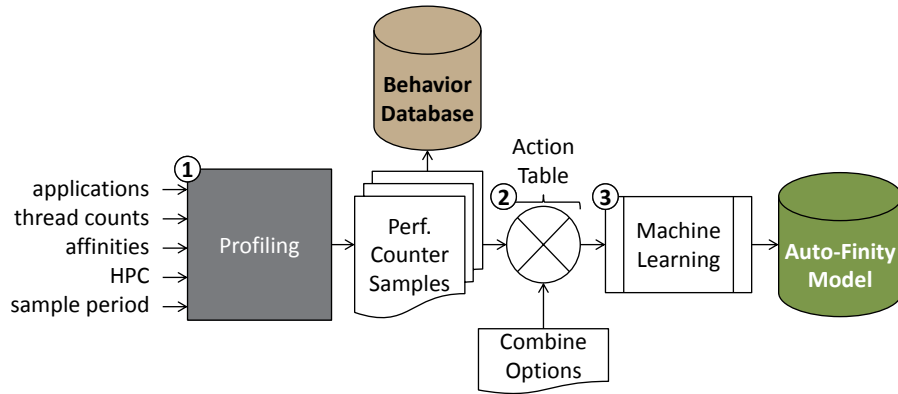 Behavior
Database
Action
Table
1
2
3
applications
thread counts
affinities
HPC
sample period
Profiling
Perf.
Counter
Samples
Machine
Learning
Auto-Finity
Model
Combine
Options